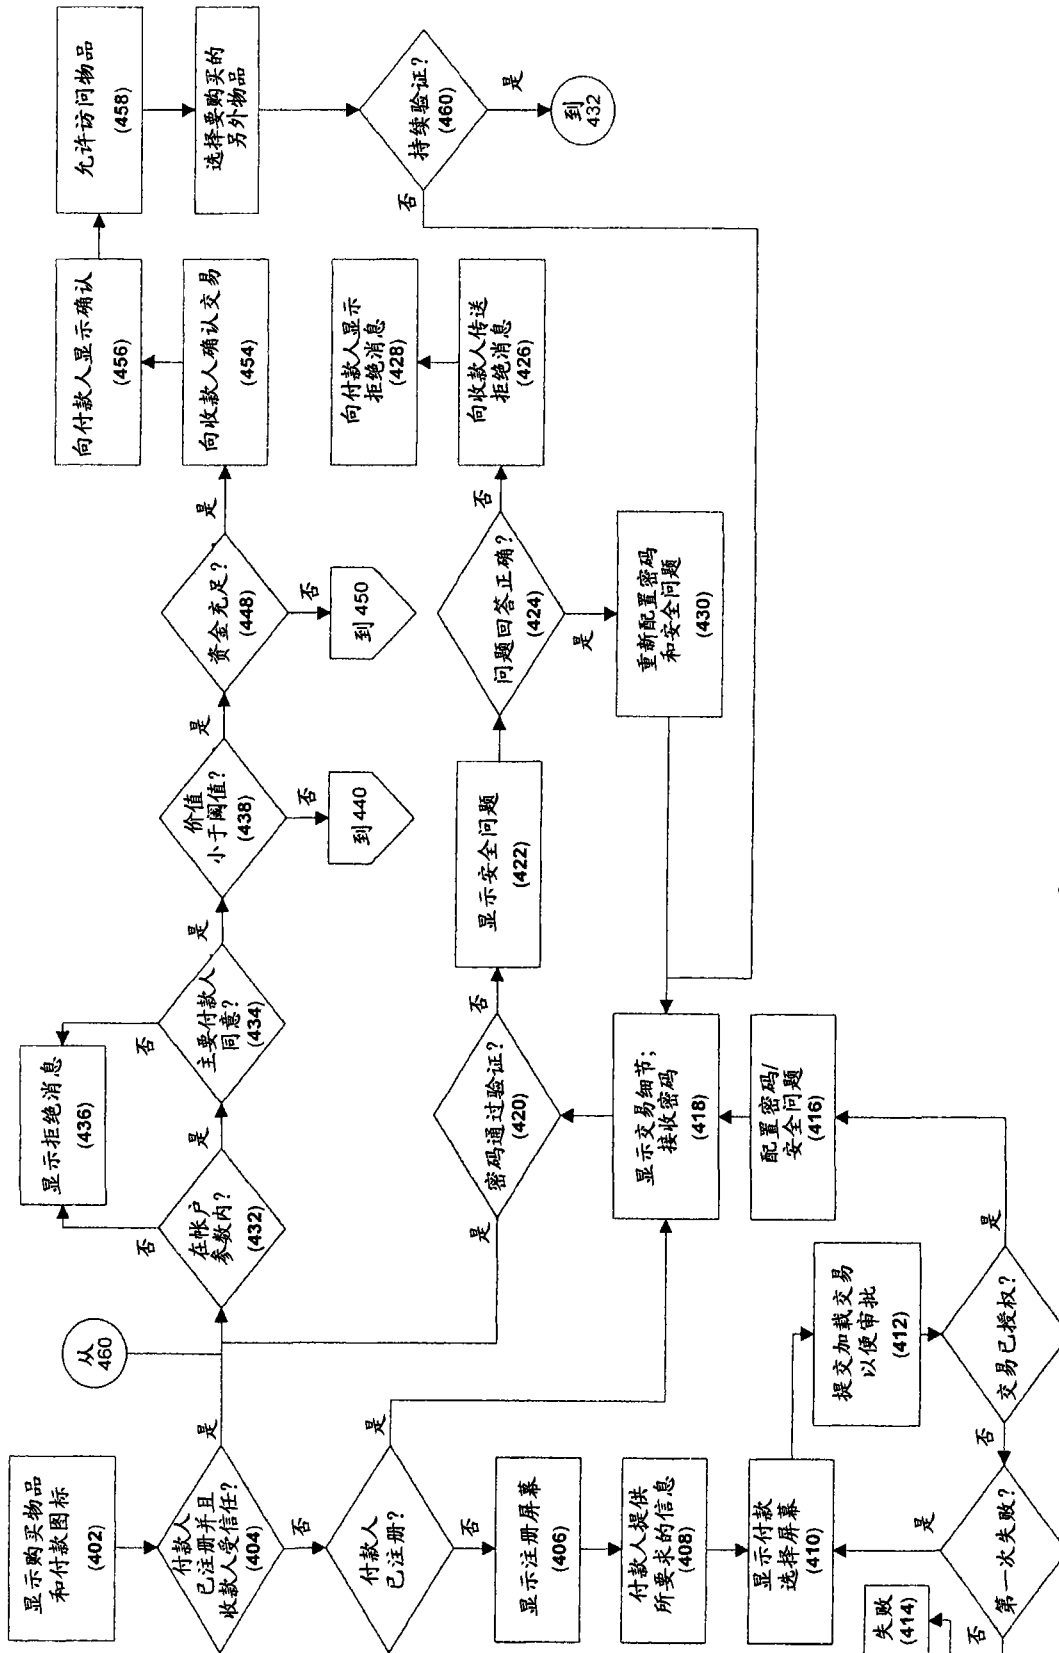 显示购买物品
和付款图标
(402)
付款人
已注册并且
收款人受信任?
(404)
是
否
从
460
付款人
已注册?
是
否
显示注册屏幕
(406)
付款人提供
所要求的信息
(408)
显示付款
选择屏幕
(410)
提交加载交易
以便审批
(412)
交易已授权?
是
否
第一次失败?
是
否
失败
(414)
配置密码/
安全问题
(416)
显示交易细节;
接收密码
(418)
密码通过验证?
(420)
是
否
显示安全问题
(422)
问题回答正确?
(424)
否
是
向收款人传送
拒绝消息
(426)
向付款人显示
拒绝消息
(428)
重新配置密码
和安全问题
(430)
在帐户
参数内?
(432)
否
是
主要付款人
同意?
(434)
否
是
显示拒绝消息
(436)
价值
小于阈值?
(438)
是
否
到 440
资金充足?
(448)
是
否
到 450
向收款人确认交易
(454)
向付款人显示确认
(456)
允许访问物品
(458)
选择要购买的
另外物品
持续验证?
(460)
否
是
到
432